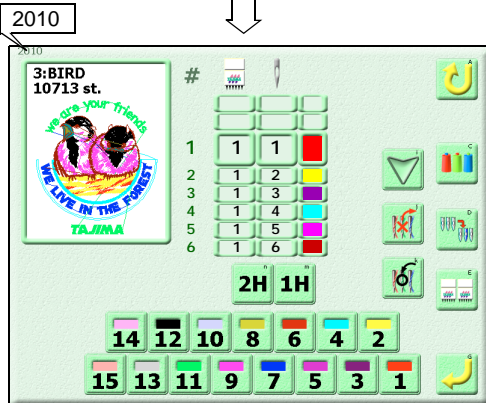 2010
2010
3:BIRD
10713 st.
we are your friends
WE LIVE IN THE FOREST
TAJIMA
#
1 1 1
2 1 2
3 1 3
4 1 4
5 1 5
6 1 6
A
C
D
E
G
i
j
k
2H n 1H m
14 12 10 8 6 4 2
15 13 11 9 7 5 3 1